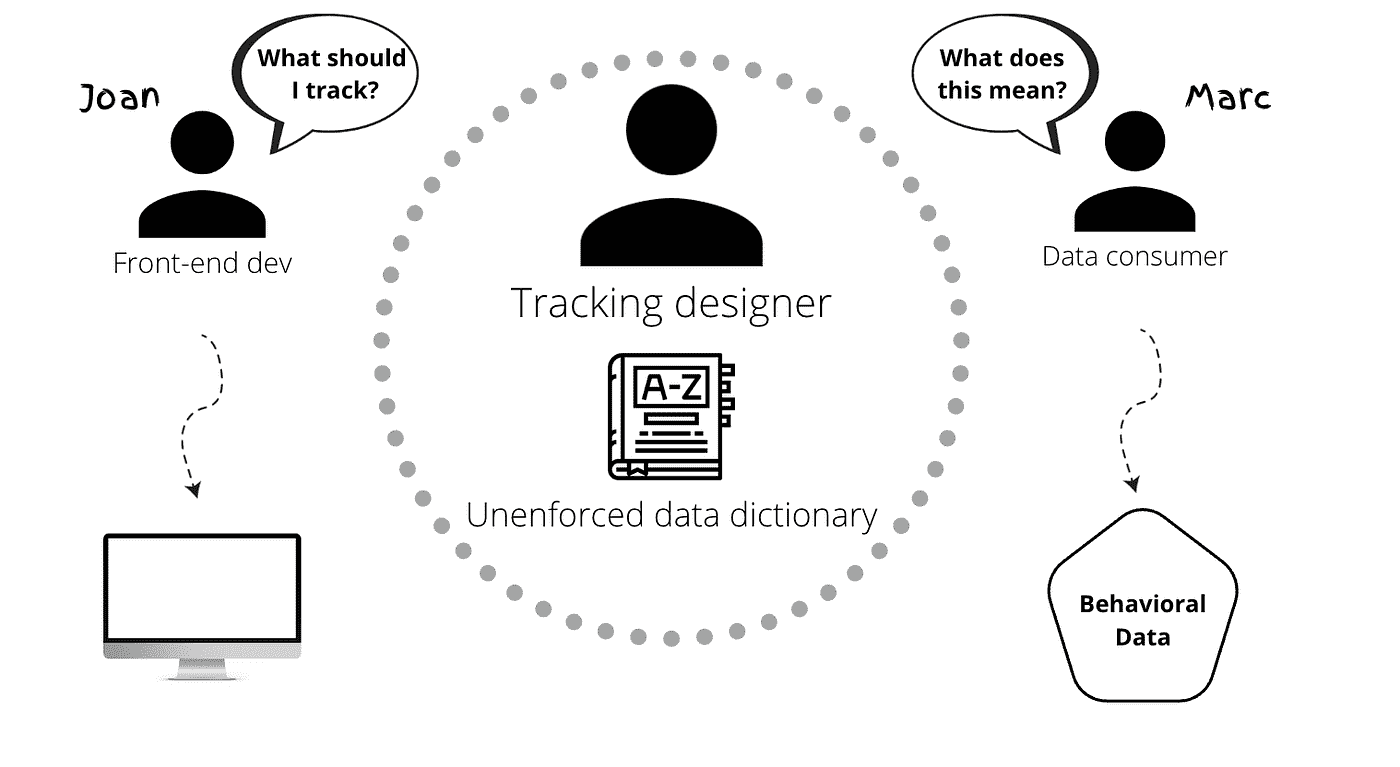 What should
I track?
Joan
Front-end dev
Tracking designer
A-Z
Unenforced data dictionary
What does
this mean?
Marc
Data consumer
Behavioral
Data